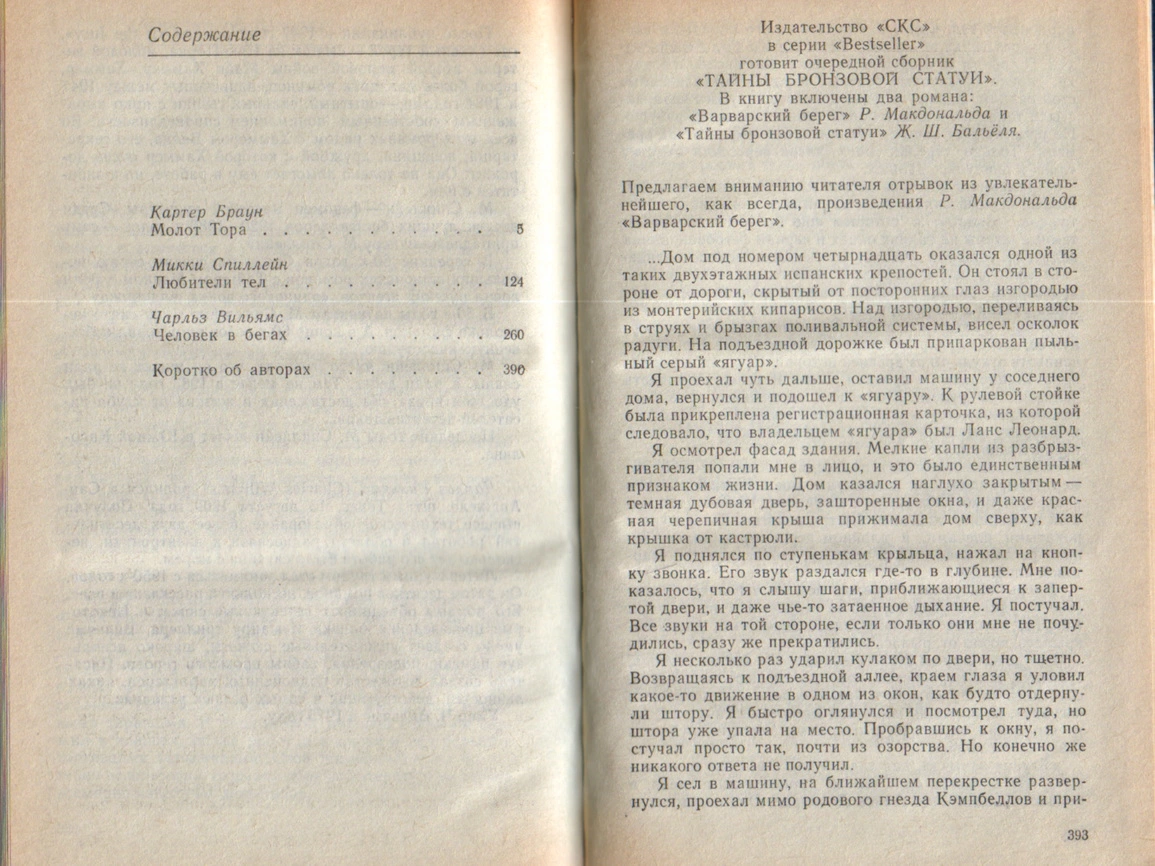 Содержание
Картер Браун
Молот Тора . . . . . . . . . . . 5
Микки Спиллейн
Любители тел . . . . . . . . . . 124
Чарльз Вильямс
Человек в бегах . . . . . . . . . 260
Коротко об авторах . . . . . . . . 390
Издательство «СКС»
в серии «Bestseller»
готовит очередной сборник
«ТАЙНЫ БРОНЗОВОЙ СТАТУИ».
В книгу включены два романа:
«Варварский берег» Р. Макдональда и
«Тайны бронзовой статуи» Ж. Ш. Бальёля.
Предлагаем вниманию читателя отрывок из увлекатель-
нейшего, как всегда, произведения Р. Макдональда
«Варварский берег».
...Дом под номером четырнадцать оказался одной из
таких двухэтажных испанских крепостей. Он стоял в сто-
роне от дороги, скрытый от посторонних глаз изгородью
из монтерийских кипарисов. Над изгородью, переливаясь
в струях и брызгах поливальной системы, висел осколок
радуги. На подъездной дорожке был припаркован пыль-
ный серый «ягуар».
Я проехал чуть дальше, оставил машину у соседнего
дома, вернулся и подошел к «ягуару». К рулевой стойке
была прикреплена регистрационная карточка, из которой
следовало, что владельцем «ягуара» был Ланс Леонард.
Я осмотрел фасад здания. Мелкие капли из разбрыз-
гивателя попали мне в лицо, и это было единственным
признаком жизни. Дом казался наглухо закрытым —
темная дубовая дверь, зашторенные окна, и даже крас-
ная черепичная крыша прижимала дом сверху, как
крышка от кастрюли.
Я поднялся по ступенькам крыльца, нажал на кноп-
ку звонка. Его звук раздался где-то в глубине. Мне по-
казалось, что я слышу шаги, приближающиеся к запер-
той двери, и даже чье-то затаенное дыхание. Я постучал.
Все звуки на той стороне, если только они мне не почу-
дились, сразу же прекратились.
Я несколько раз ударил кулаком по двери, но тщетно.
Возвращаясь к подъездной аллее, краем глаза я уловил
какое-то движение в одном из окон, как будто отдерну-
ли штору. Я быстро оглянулся и посмотрел туда, но
штора уже упала на место. Пробравшись к окну, я по-
стучал просто так, почти из озорства. Но конечно же
никакого ответа не получил.
Я сел в машину, на ближайшем перекрестке развер-
нулся, проехал мимо родового гнезда Кэмпбеллов и при-
393